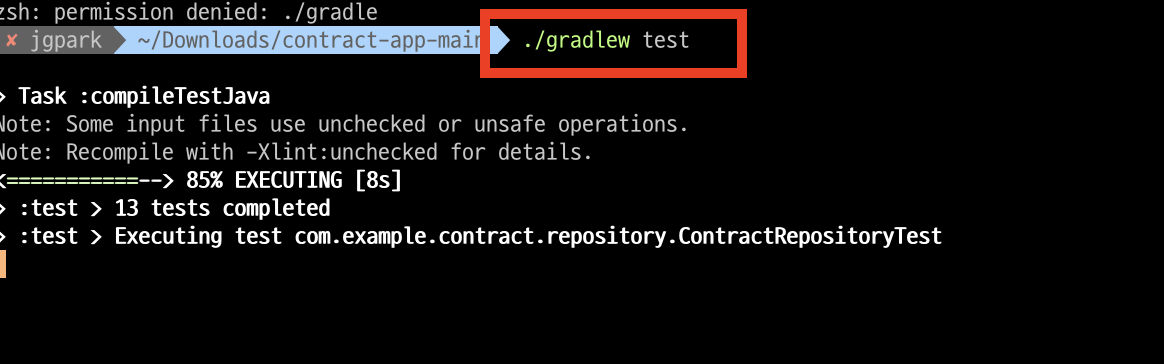 zsh: permission denied: ./gradle
✘ jgpark ~/Downloads/contract-app-main ./gradlew test
> Task :compileTestJava
Note: Some input files use unchecked or unsafe operations.
Note: Recompile with -Xlint:unchecked for details.
<===========--> 85% EXECUTING [8s]
> :test > 13 tests completed
> :test > Executing test com.example.contract.repository.ContractRepositoryTest